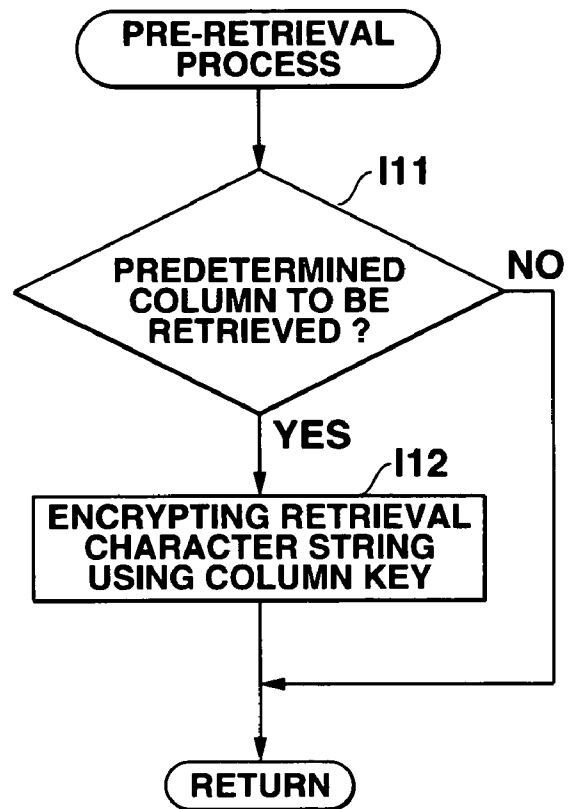 PRE-RETRIEVAL
PROCESS
I11
PREDETERMINED
COLUMN TO BE
RETRIEVED ?
NO
YES
I12
ENCRYPTING RETRIEVAL
CHARACTER STRING
USING COLUMN KEY
RETURN